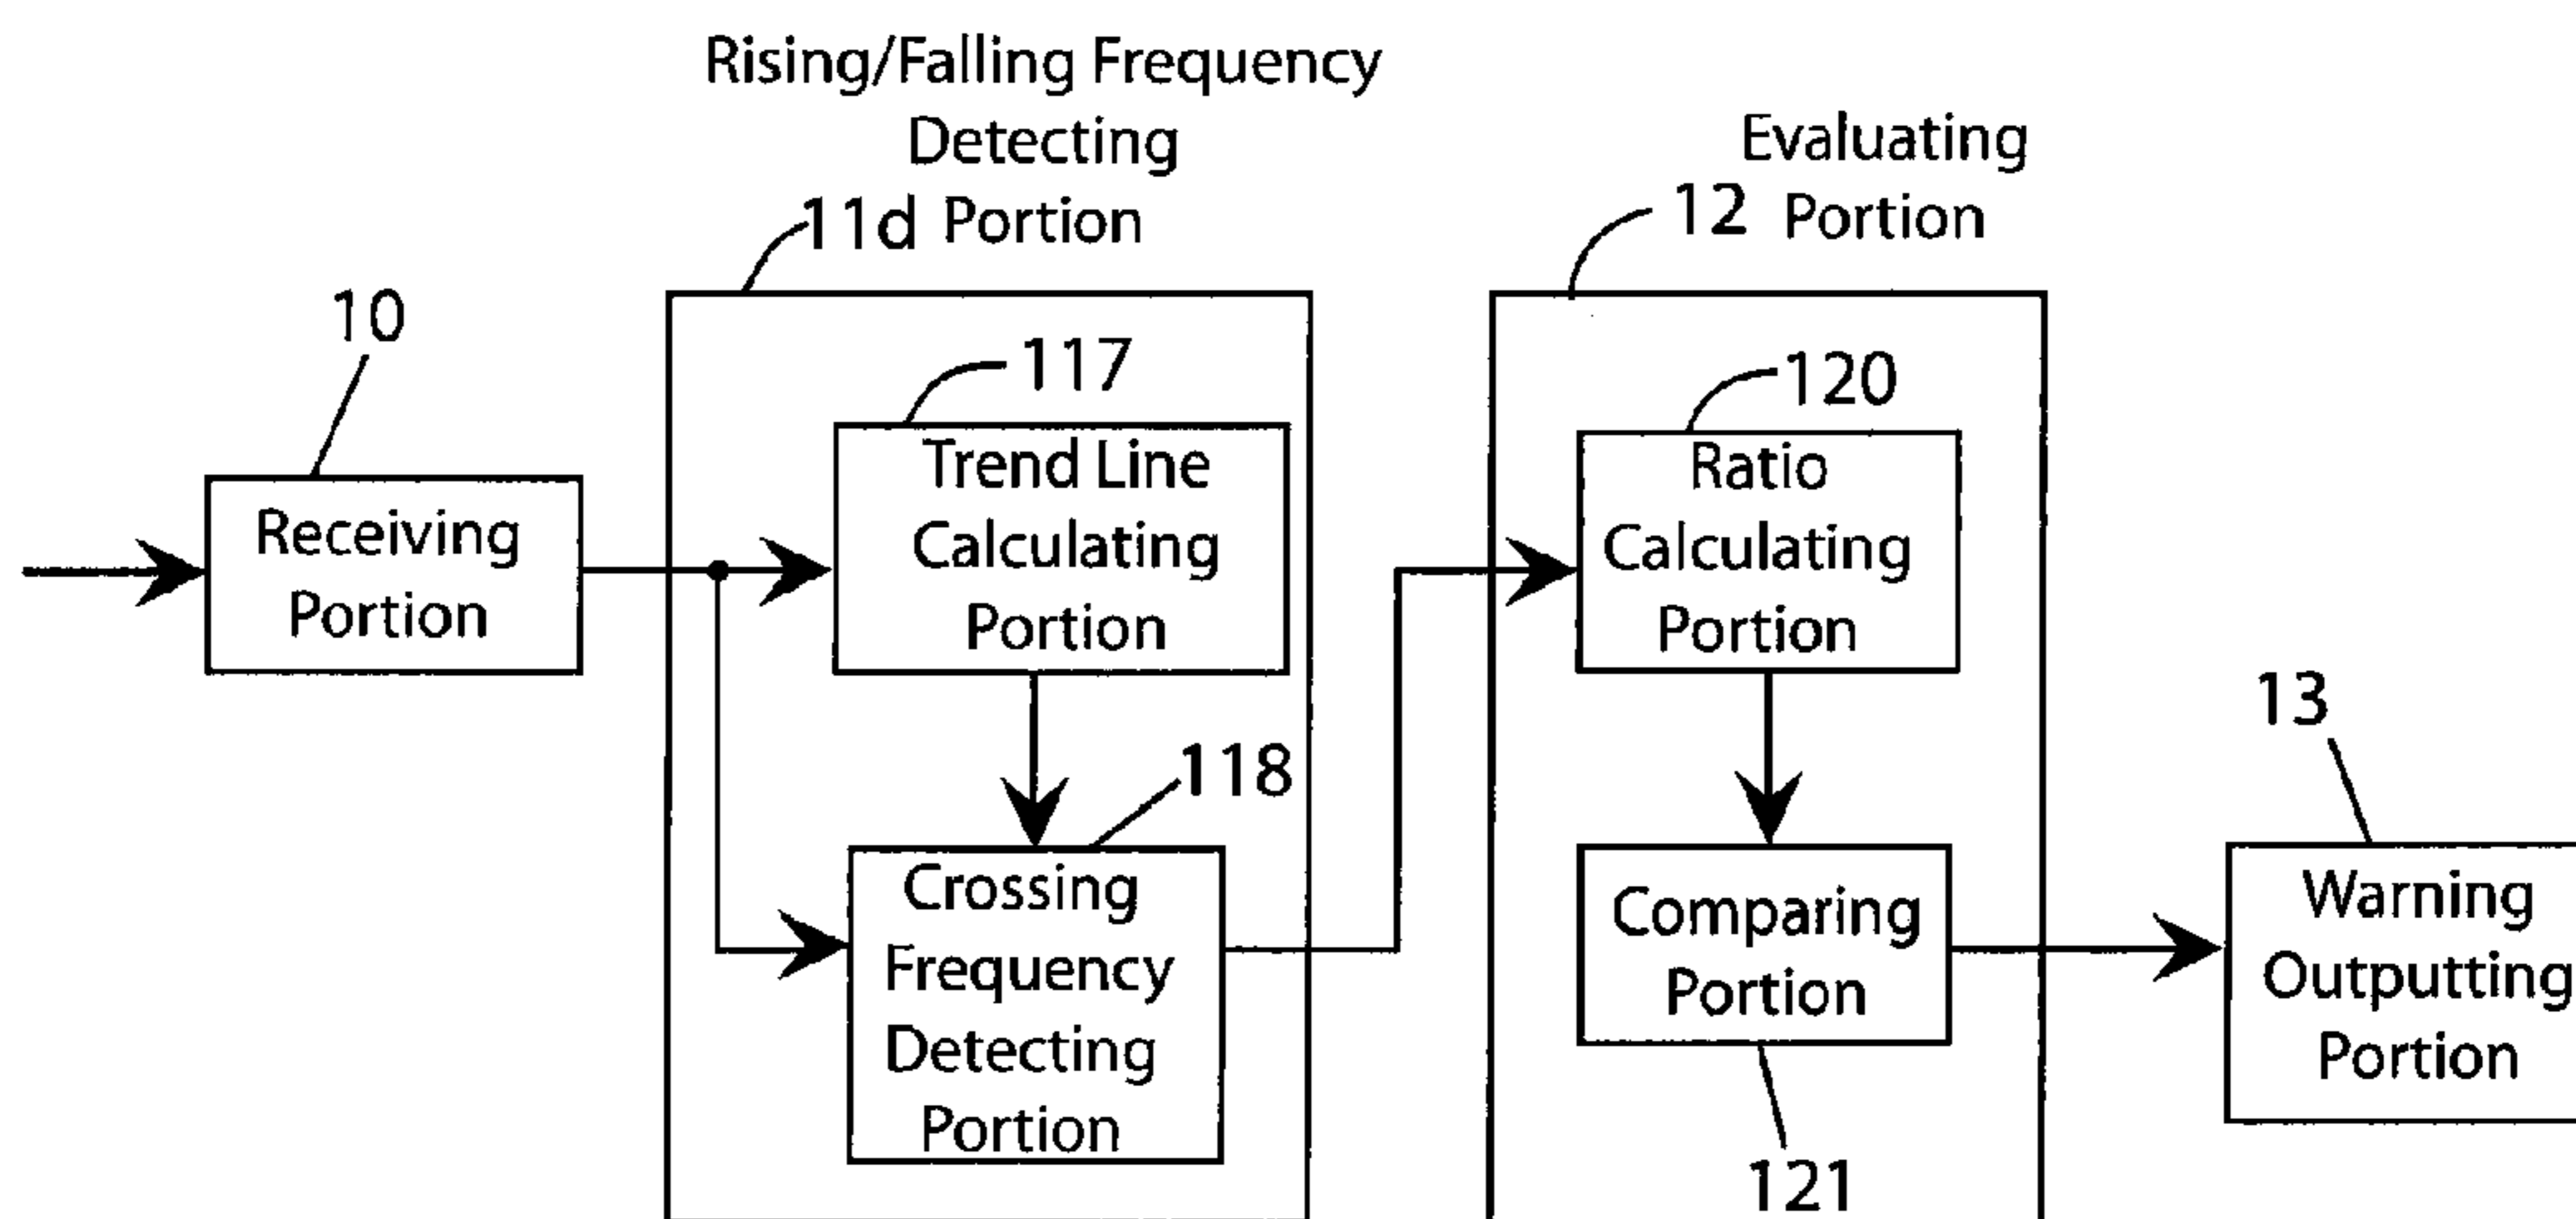 Rising/Falling Frequency
Detecting
11d Portion
Evaluating
12 Portion
10
Receiving
Portion
117
Trend Line
Calculating
Portion
118
Crossing
Frequency
Detecting
Portion
120
Ratio
Calculating
Portion
Comparing
Portion
121
13
Warning
Outputting
Portion